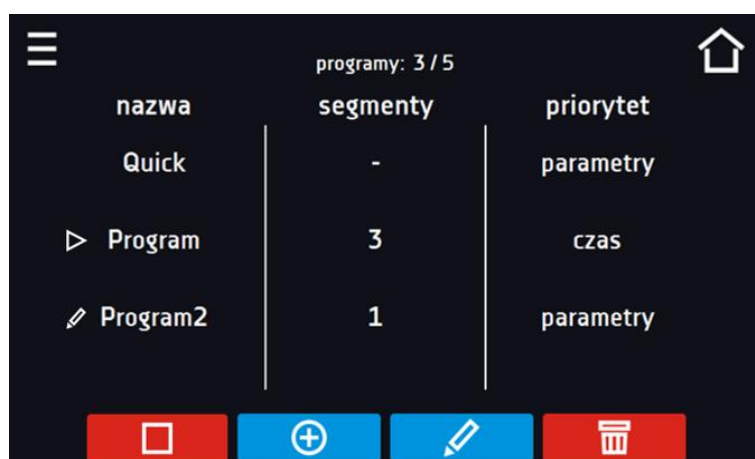 programy: 3 / 5
nazwa segmenty priorytet
Quick - parametry
Program 3 czas
Program2 1 parametry